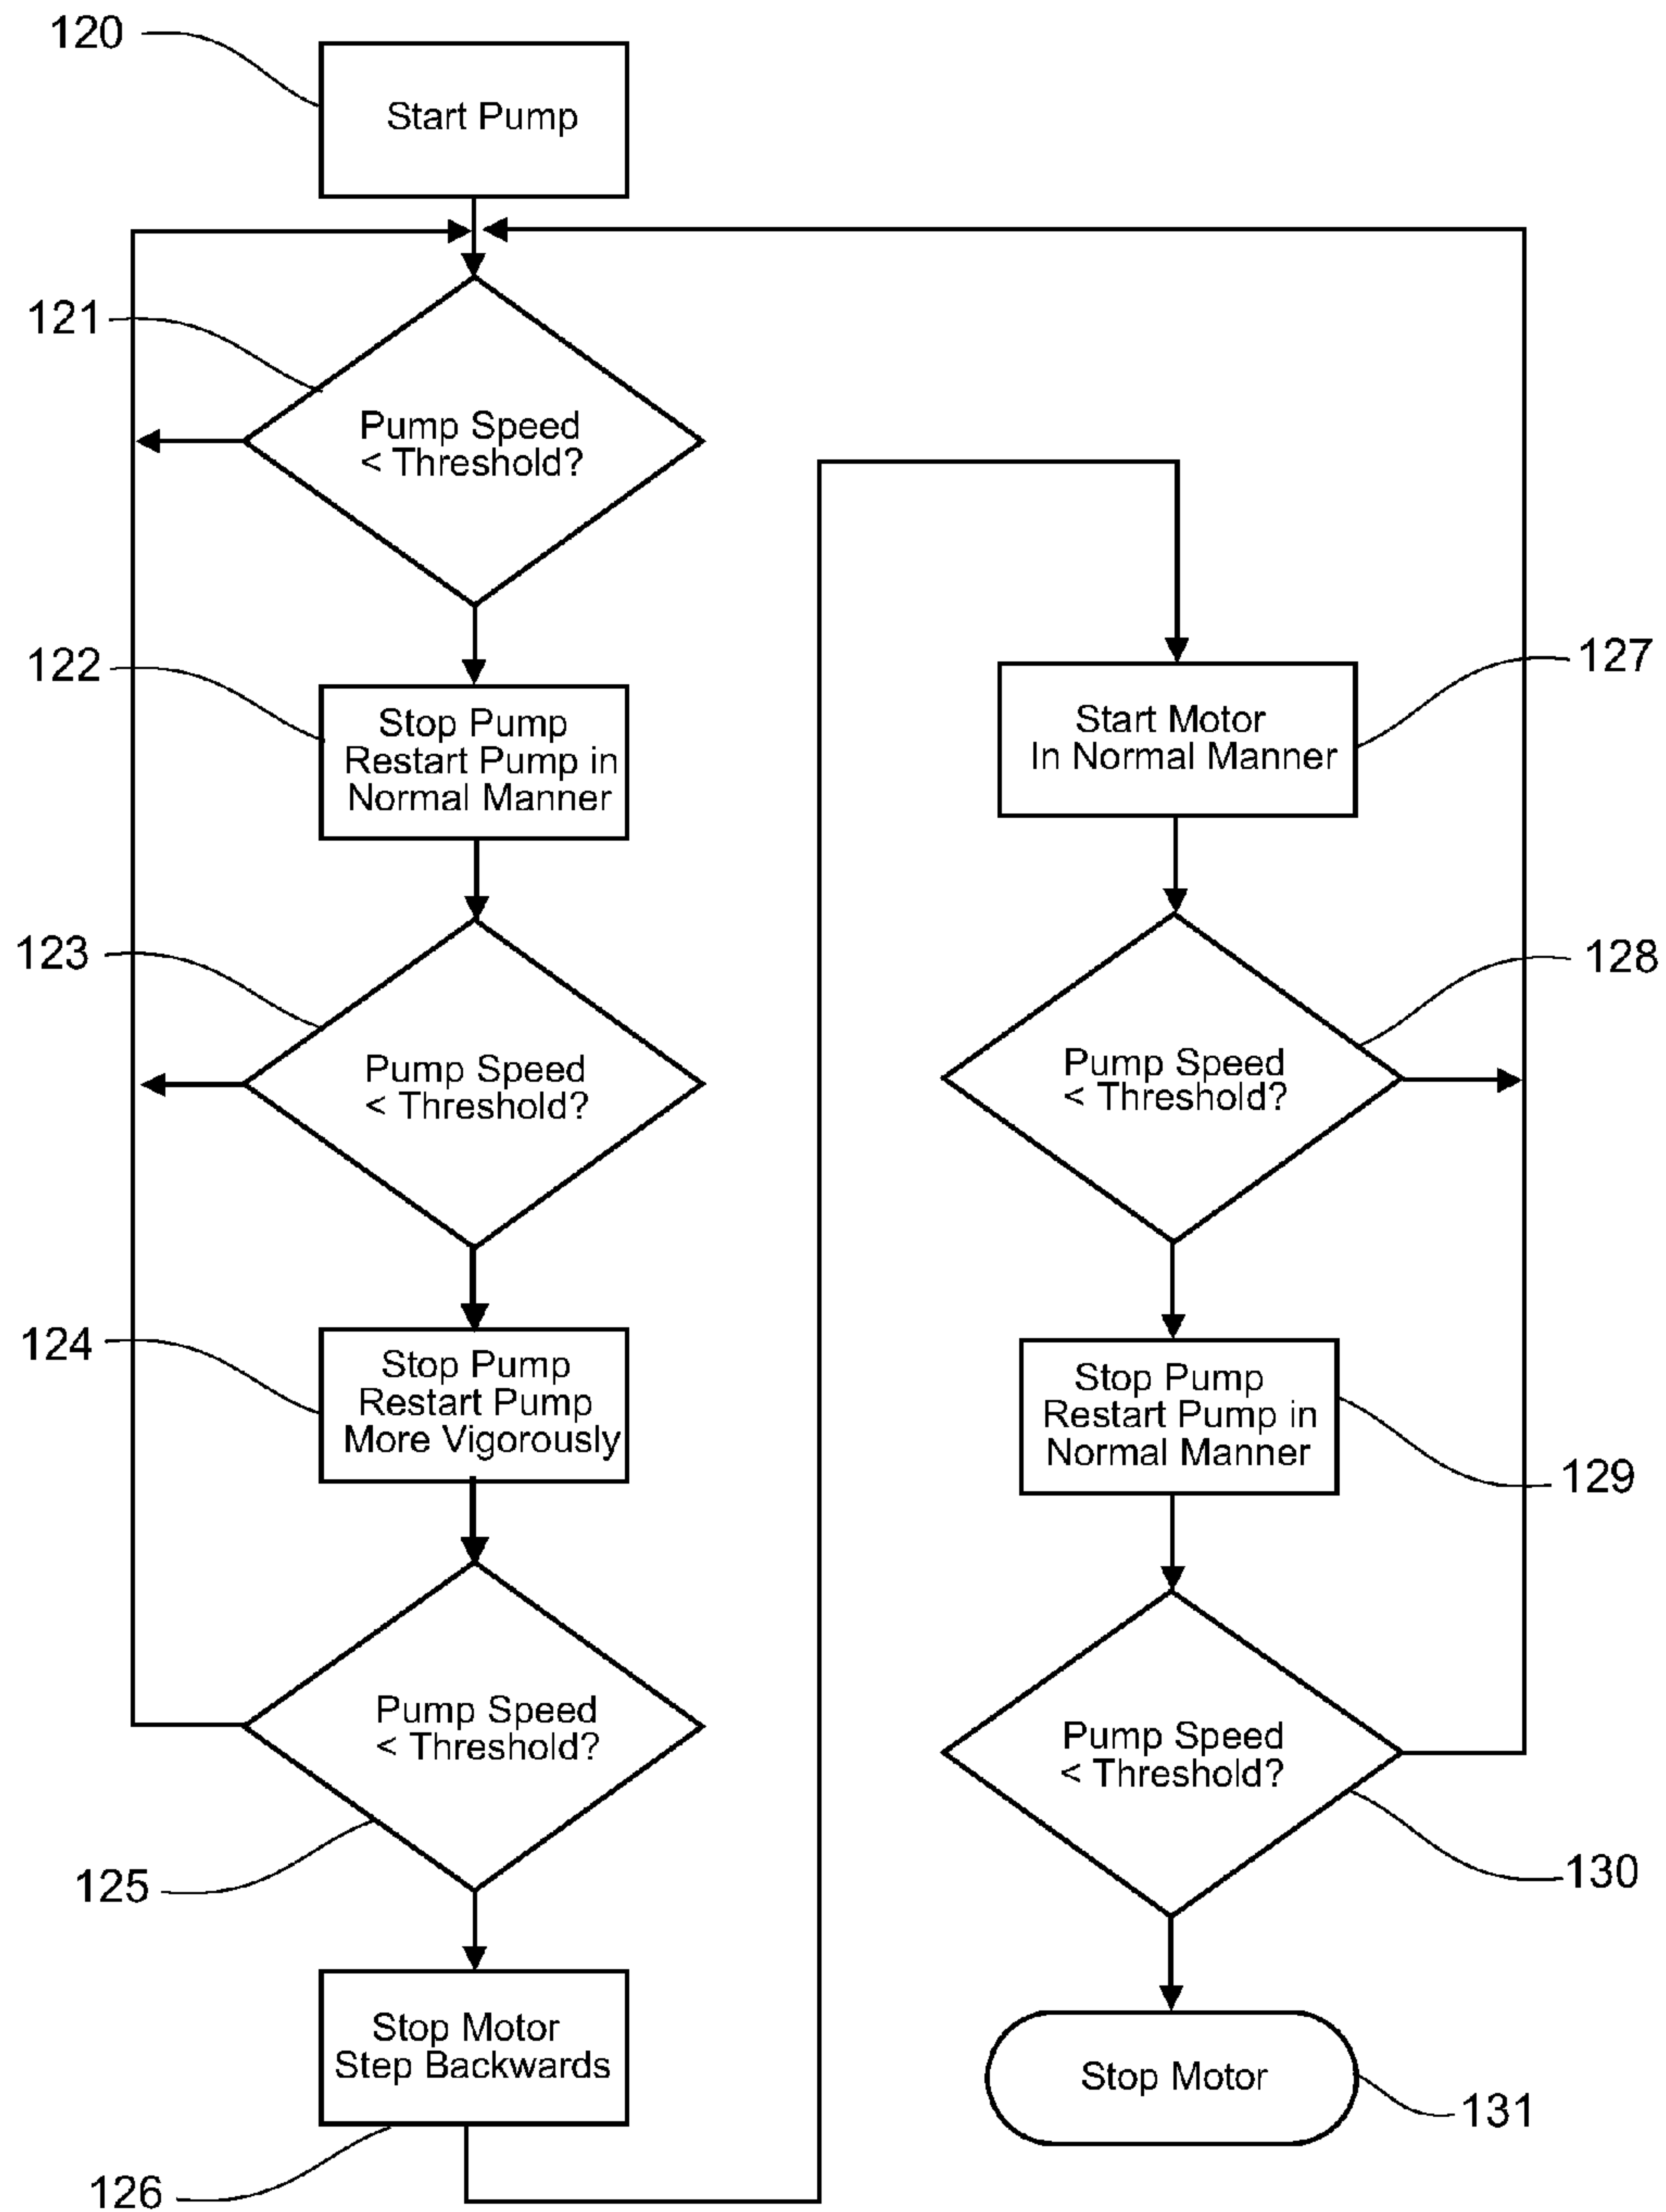 120
Start Pump
121
Pump Speed
< Threshold?
122
Stop Pump
Restart Pump in
Normal Manner
123
Pump Speed
< Threshold?
124
Stop Pump
Restart Pump
More Vigorously
Pump Speed
< Threshold?
125
Stop Motor
Step Backwards
126
127
Start Motor
In Normal Manner
128
Pump Speed
< Threshold?
Stop Pump
Restart Pump in
Normal Manner
129
Pump Speed
< Threshold?
130
Stop Motor
131